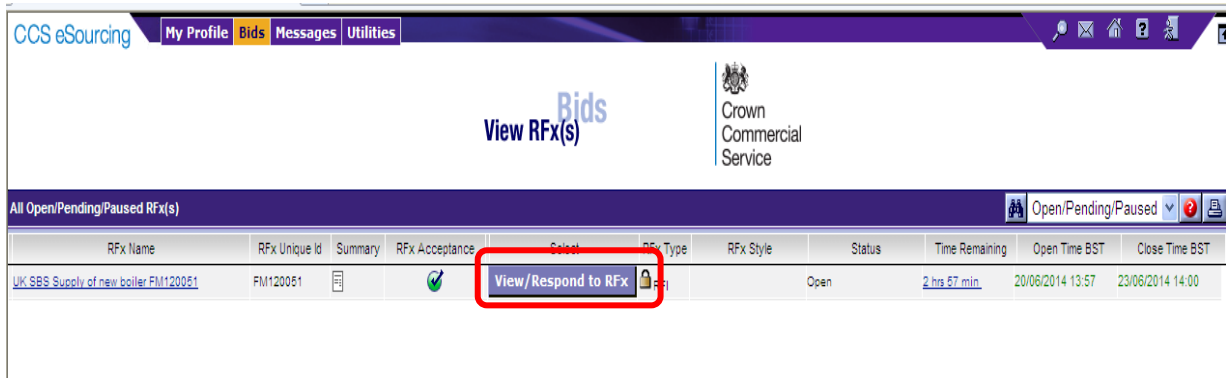 CCS eSourcing My Profile Bids Messages Utilities
Bids
View RFx(s)
Crown
Commercial
Service
All Open/Pending/Paused RFx(s) Open/Pending/Paused
RFx Name RFx Unique Id Summary RFx Acceptance Select RFx Type RFx Style Status Time Remaining Open Time BST Close Time BST
UK SBS Supply of new boiler FM120051 FM120051 View/Respond to RFx RFI Open 2 hrs 57 min 20/06/2014 13:57 23/06/2014 14:00